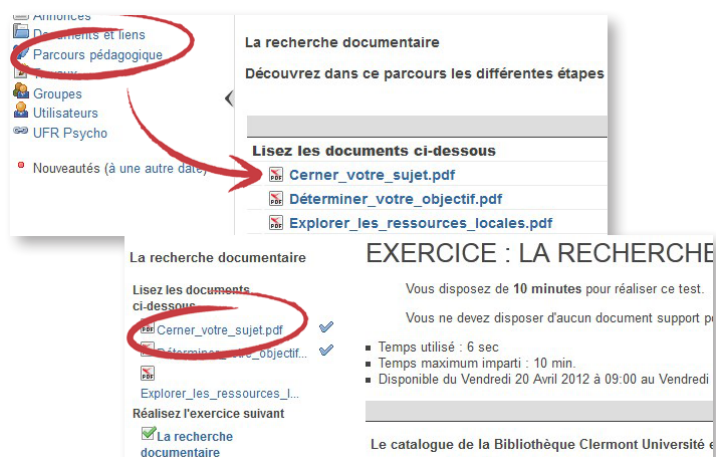 Annonces
Documents et liens
Parcours pédagogique
Travaux
Groupes
Utilisateurs
UFR Psycho
Nouveautés (à une autre date)
La recherche documentaire
Découvrez dans ce parcours les différentes étapes
Lisez les documents ci-dessous
Cerner_votre_sujet.pdf
Déterminer_votre_objectif.pdf
Explorer_les_ressources_locales.pdf
La recherche documentaire
Lisez les documents
ci-dessous
Cerner_votre_sujet.pdf
Déterminer_votre_objectif...
Explorer_les_ressources_l...
Réalisez l'exercice suivant
La recherche
documentaire
EXERCICE : LA RECHERCHE
Vous disposez de 10 minutes pour réaliser ce test.
Vous ne devez disposer d'aucun document support
Temps utilisé : 6 sec
Temps maximum imparti : 10 min.
Disponible du Vendredi 20 Avril 2012 à 09:00 au Vendredi
Le catalogue de la Bibliothèque Clermont Université